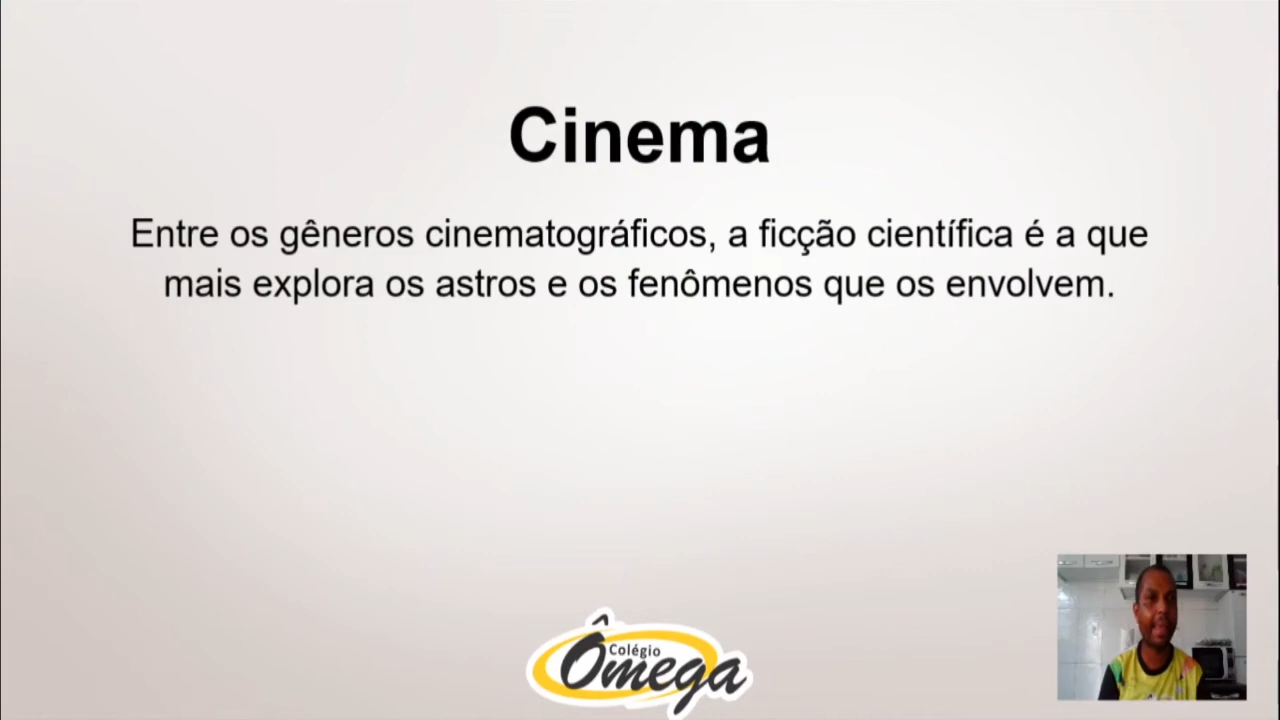 Cinema
Entre os gêneros cinematográficos, a ficção científica é a que
mais explora os astros e os fenômenos que os envolvem.
Colégio
Ômega